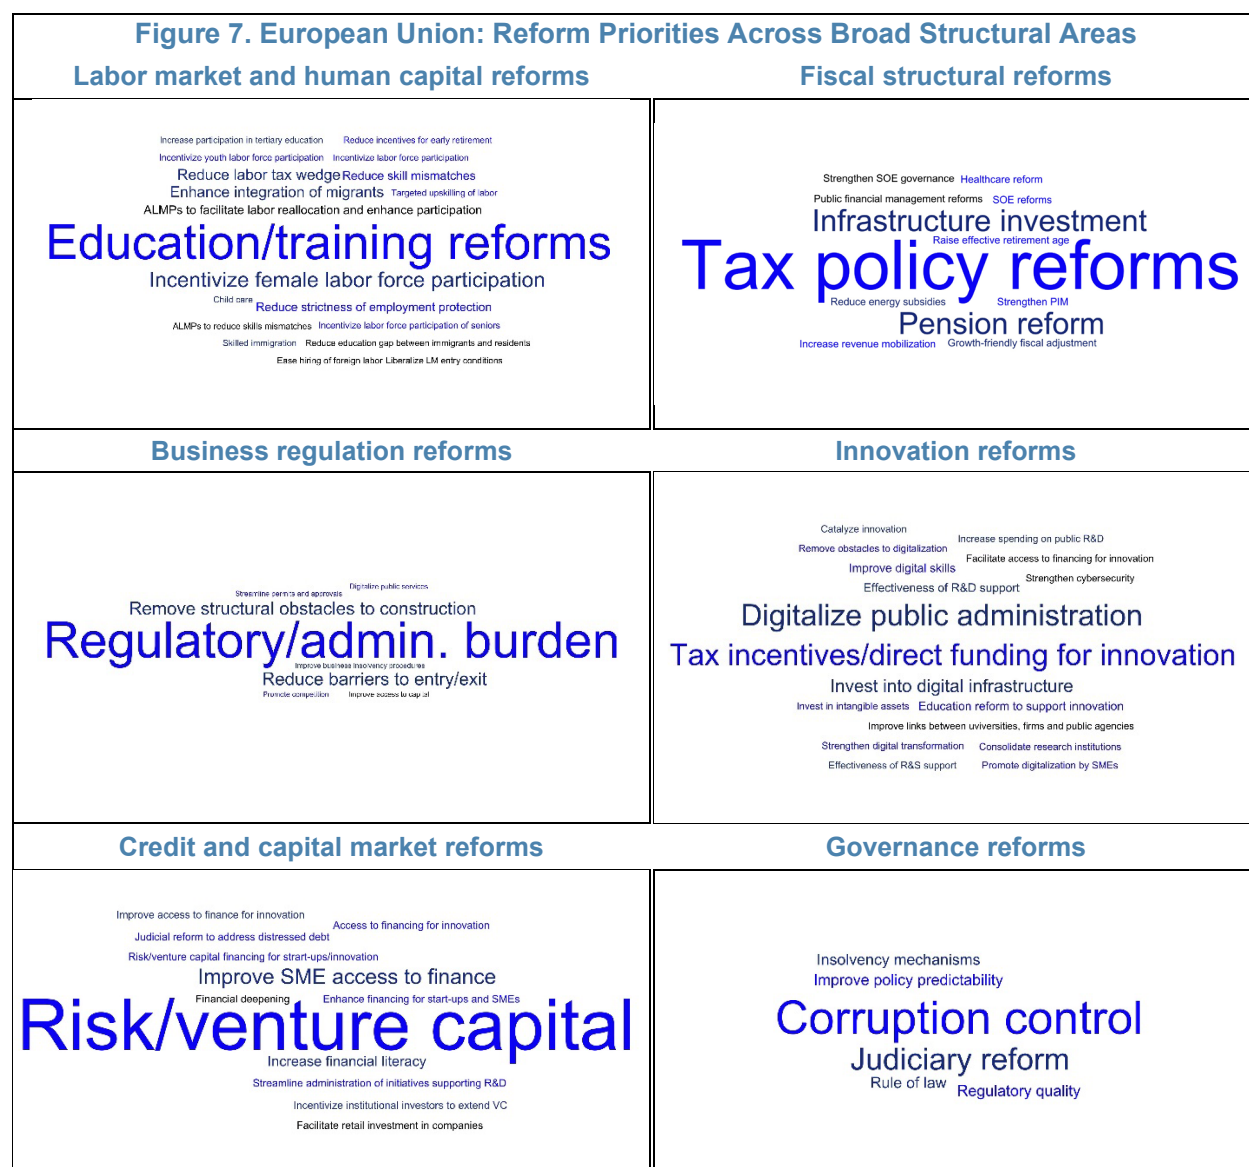 Figure 7. European Union: Reform Priorities Across Broad Structural Areas
Labor market and human capital reforms
Increase participation in tertiary education Reduce incentives for early retirement
Incentivize youth labor force participation Incentivize labor force participation
Reduce labor tax wedge Reduce skill mismatches
Enhance integration of migrants Targeted upskilling of labor
ALMPs to facilitate labor reallocation and enhance participation
Education/training reforms
Incentivize female labor force participation
Child care Reduce strictness of employment protection
ALMPs to reduce skills mismatches Incentivize labor force participation of seniors
Skilled immigration Reduce education gap between immigrants and residents
Ease hiring of foreign labor Liberalize LM entry conditions
Fiscal structural reforms
Strengthen SOE governance Healthcare reform
Public financial management reforms SOE reforms
Infrastructure investment
Raise effective retirement age
Tax policy reforms
Reduce energy subsidies Strengthen PIM
Pension reform
Increase revenue mobilization Growth-friendly fiscal adjustment
Business regulation reforms
Digitalize public services
Streamline permits and approvals
Remove structural obstacles to construction
Regulatory/admin. burden
Improve business insolvency procedures
Reduce barriers to entry/exit
Promote competition Improve access to capital
Innovation reforms
Catalyze innovation
Increase spending on public R&D
Remove obstacles to digitalization
Facilitate access to financing for innovation
Improve digital skills
Strengthen cybersecurity
Effectiveness of R&D support
Digitalize public administration
Tax incentives/direct funding for innovation
Invest into digital infrastructure
Invest in intangible assets Education reform to support innovation
Improve links between uviversities, firms and public agencies
Strengthen digital transformation Consolidate research institutions
Effectiveness of R&S support Promote digitalization by SMEs
Credit and capital market reforms
Improve access to finance for innovation
Access to financing for innovation
Judicial reform to address distressed debt
Risk/venture capital financing for strart-ups/innovation
Improve SME access to finance
Financial deepening Enhance financing for start-ups and SMEs
Risk/venture capital
Increase financial literacy
Streamline administration of initiatives supporting R&D
Incentivize institutional investors to extend VC
Facilitate retail investment in companies
Governance reforms
Insolvency mechanisms
Improve policy predictability
Corruption control
Judiciary reform
Rule of law
Regulatory quality